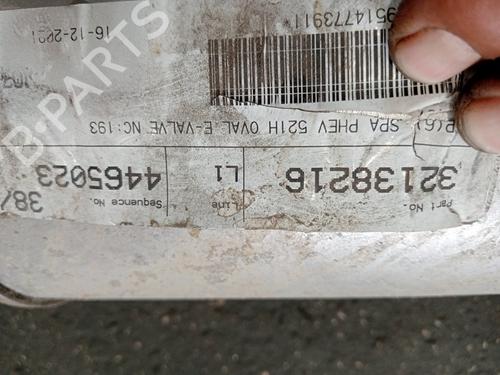 Part No.
32138216
Line
L1
Sequence No.
4465023
38/
SPA PHEV 521H OVAL E-VALVE NC:193
9514773911
16-12-2021
B-PARTS